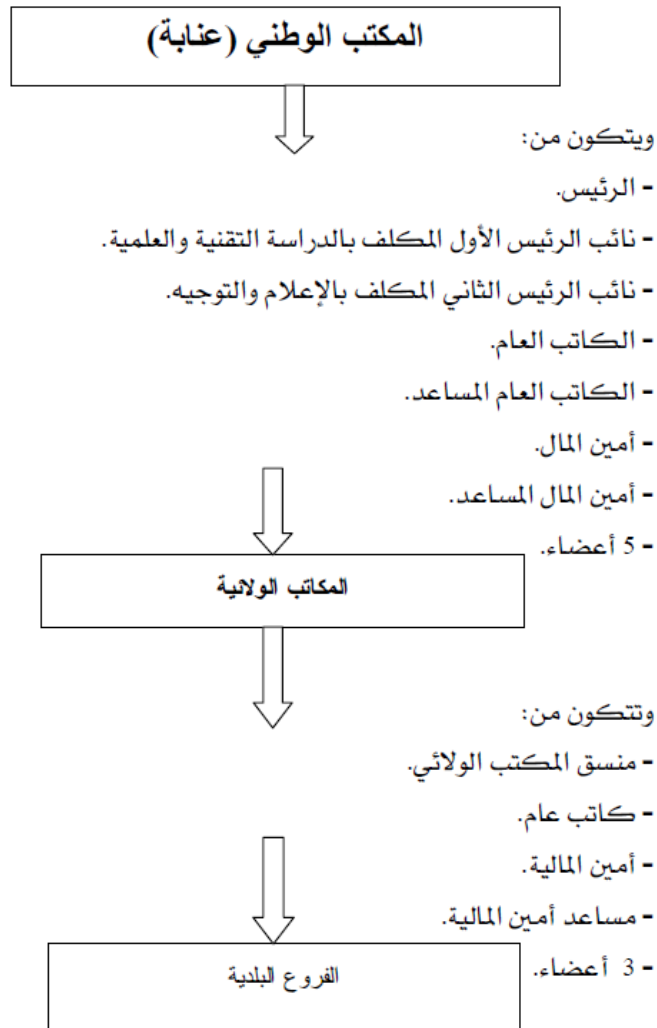 المكتب الوطني (عنابة)
ويتكون من:
- الرئيس.
- نائب الرئيس الأول المكلف بالدراسة التقنية والعلمية.
- نائب الرئيس الثاني المكلف بالإعلام والتوجيه.
- الكاتب العام.
- الكاتب العام المساعد.
- أمين المال.
- أمين المال المساعد.
- 5 أعضاء.
المكاتب الولائية
وتتكون من:
- منسق المكتب الولائي.
- كاتب عام.
- أمين المالية.
- مساعد أمين المالية.
- 3 أعضاء.
الفروع البلدية